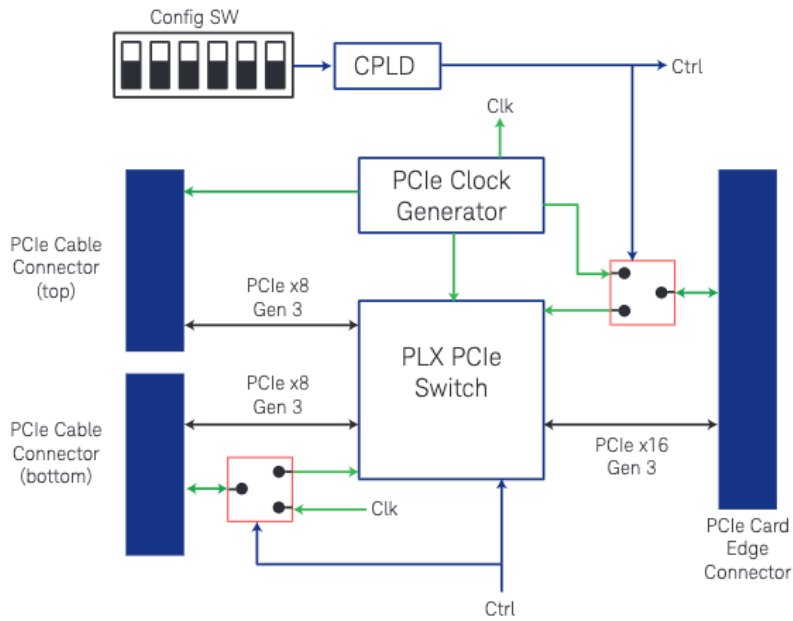 Config SW
CPLD
Ctrl
Clk
PCIe Clock
Generator
PCIe Cable
Connector
(top)
PCIe x8
Gen 3
PLX PCIe
Switch
PCIe x8
Gen 3
PCIe Cable
Connector
(bottom)
PCIe x16
Gen 3
Clk
PCIe Card
Edge
Connector
Ctrl